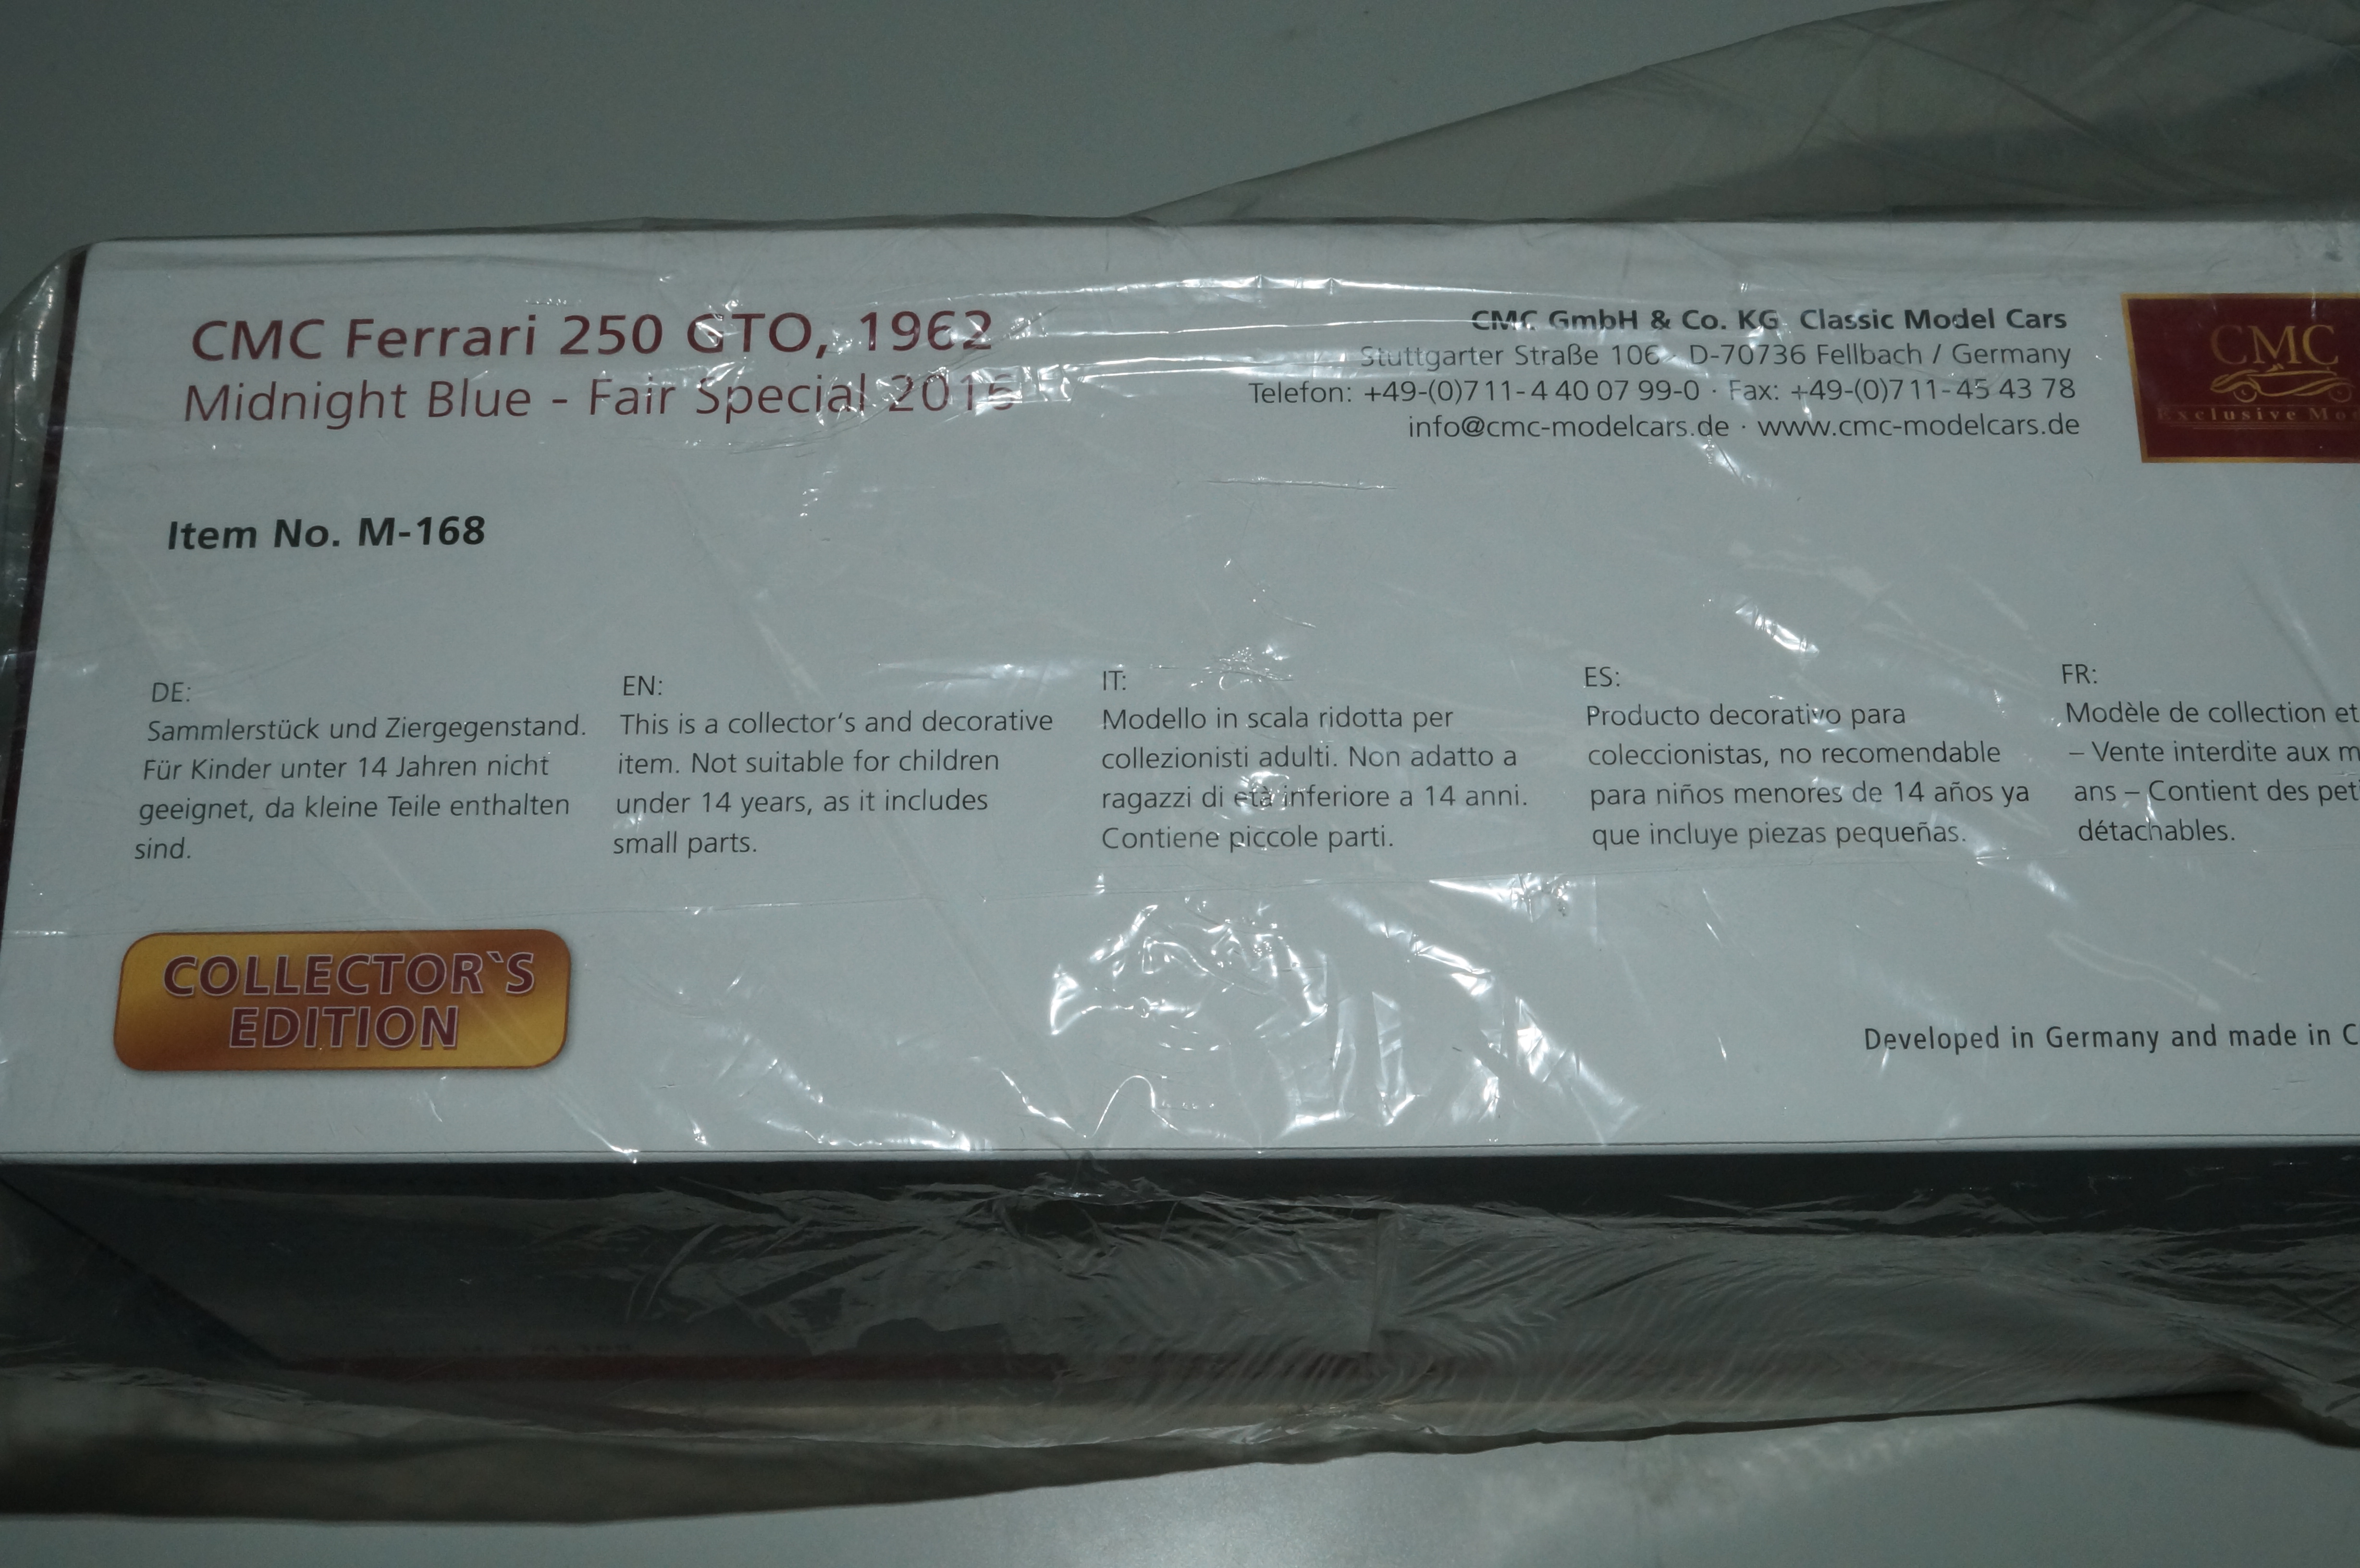 CMC Ferrari 250 GTO, 1962
Midnight Blue - Fair Special 2015
Item No. M-168
CMC GmbH & Co. KG Classic Model Cars
Stuttgarter Straße 106 · D-70736 Fellbach / Germany
Telefon: +49-(0)711-4 40 07 99-0 · Fax: +49-(0)711-45 43 78
info@cmc-modelcars.de · www.cmc-modelcars.de
CMC
Exclusive Mo
DE:
Sammlerstück und Ziergegenstand.
Für Kinder unter 14 Jahren nicht
geeignet, da kleine Teile enthalten
sind.
EN:
This is a collector's and decorative
item. Not suitable for children
under 14 years, as it includes
small parts.
IT:
Modello in scala ridotta per
collezionisti adulti. Non adatto a
ragazzi di età inferiore a 14 anni.
Contiene piccole parti.
ES:
Producto decorativo para
coleccionistas, no recomendable
para niños menores de 14 años ya
que incluye piezas pequeñas.
FR:
Modèle de collection et
– Vente interdite aux m
ans – Contient des pet
détachables.
COLLECTOR`S
EDITION
Developed in Germany and made in C